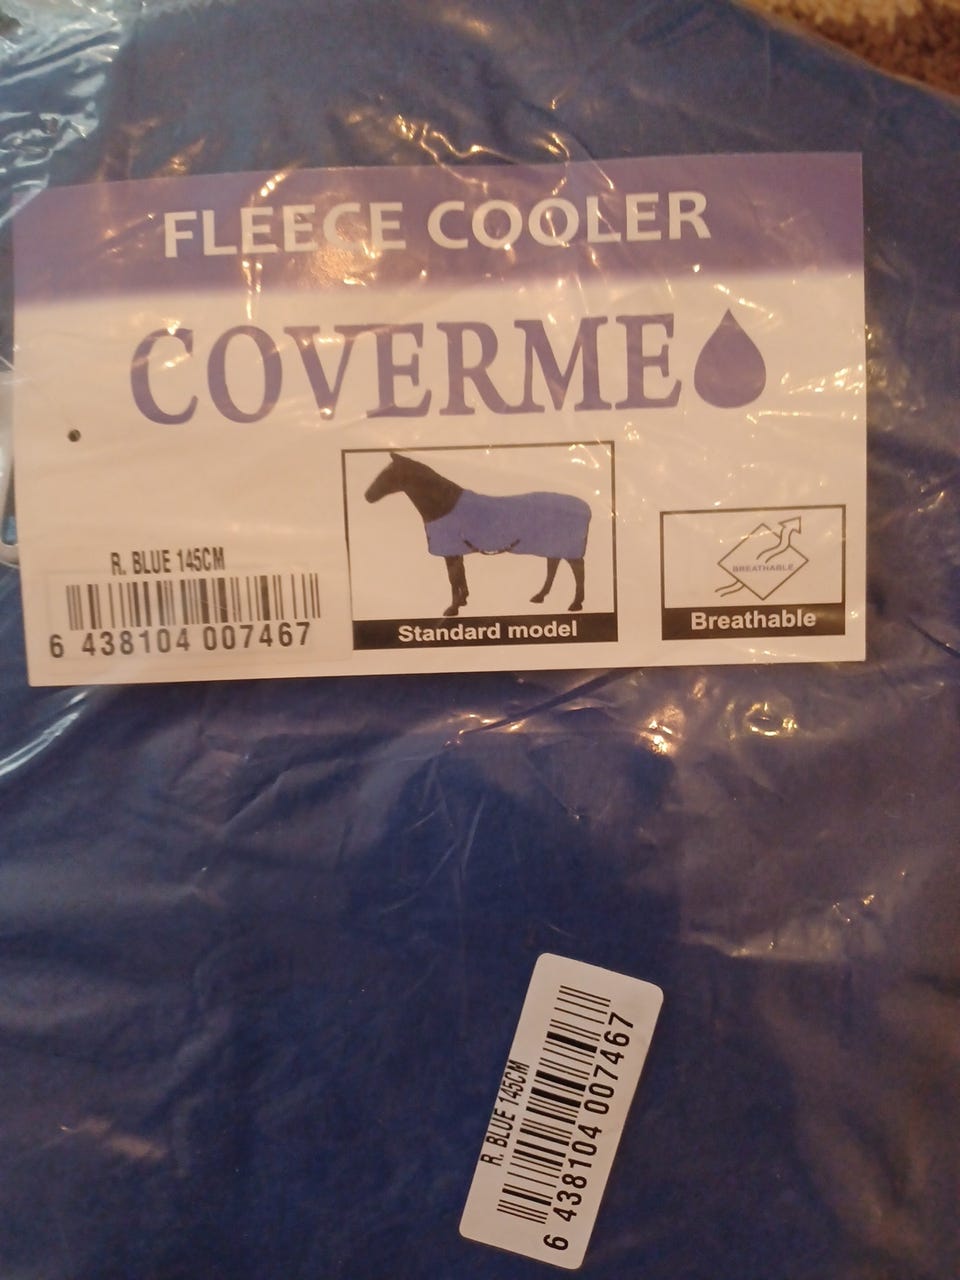 FLEECE COOLER
COVERME
R. BLUE 145CM
6 438104 007467
Standard model
BREATHABLE
Breathable
R. BLUE 145CM
6 438104 007467